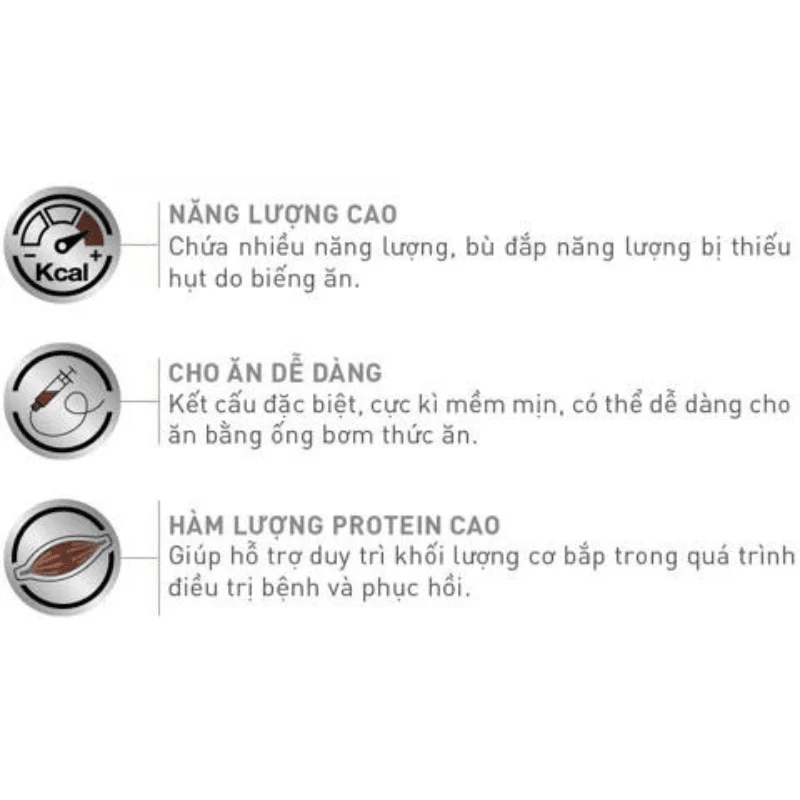 NĂNG LƯỢNG CAO
Chứa nhiều năng lượng, bù đắp năng lượng bị thiếu
hụt do biếng ăn.
- +
Kcal
CHO ĂN DỄ DÀNG
Kết cấu đặc biệt, cực kì mềm mịn, có thể dễ dàng cho
ăn bằng ống bơm thức ăn.
HÀM LƯỢNG PROTEIN CAO
Giúp hỗ trợ duy trì khối lượng cơ bắp trong quá trình
điều trị bệnh và phục hồi.